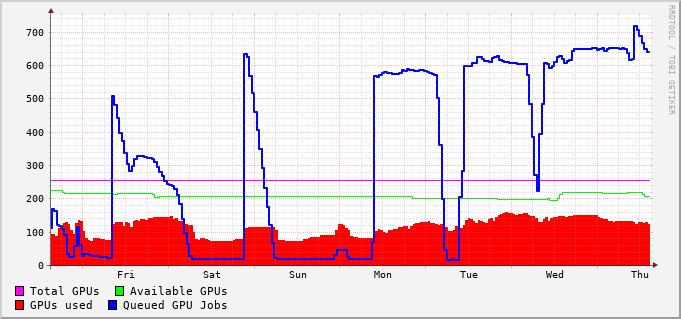 700
600
500
400
300
200
100
0
Fri Sat Sun Mon Tue Wed Thu
Total GPUs Available GPUs
GPUs used Queued GPU Jobs
RRDTOOL / TOBI OETIKER